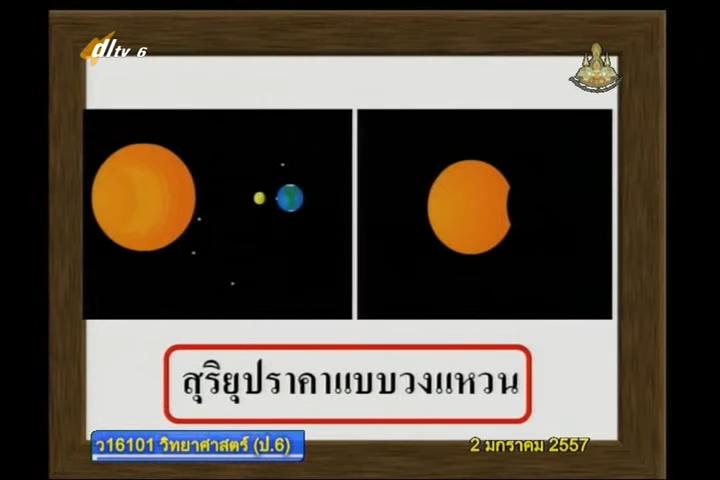 dltv 6
สุริยุปราคาแบบวงแหวน
ว16101 วิทยาศาสตร์ (ป.6)
2 มกราคม 2557